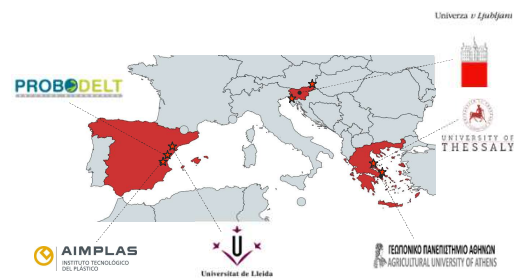 Univerza v Ljubljani
PROBODELT
UNIVERSITY OF
THESSALY
AIMPLAS
INSTITUTO TECNOLÓGICO
DEL PLÁSTICO
Universitat de Lleida
ΓΕΩΠΟΝΙΚΟ ΠΑΝΕΠΙΣΤΗΜΙΟ ΑΘΗΝΩΝ
AGRICULTURAL UNIVERSITY OF ATHENS